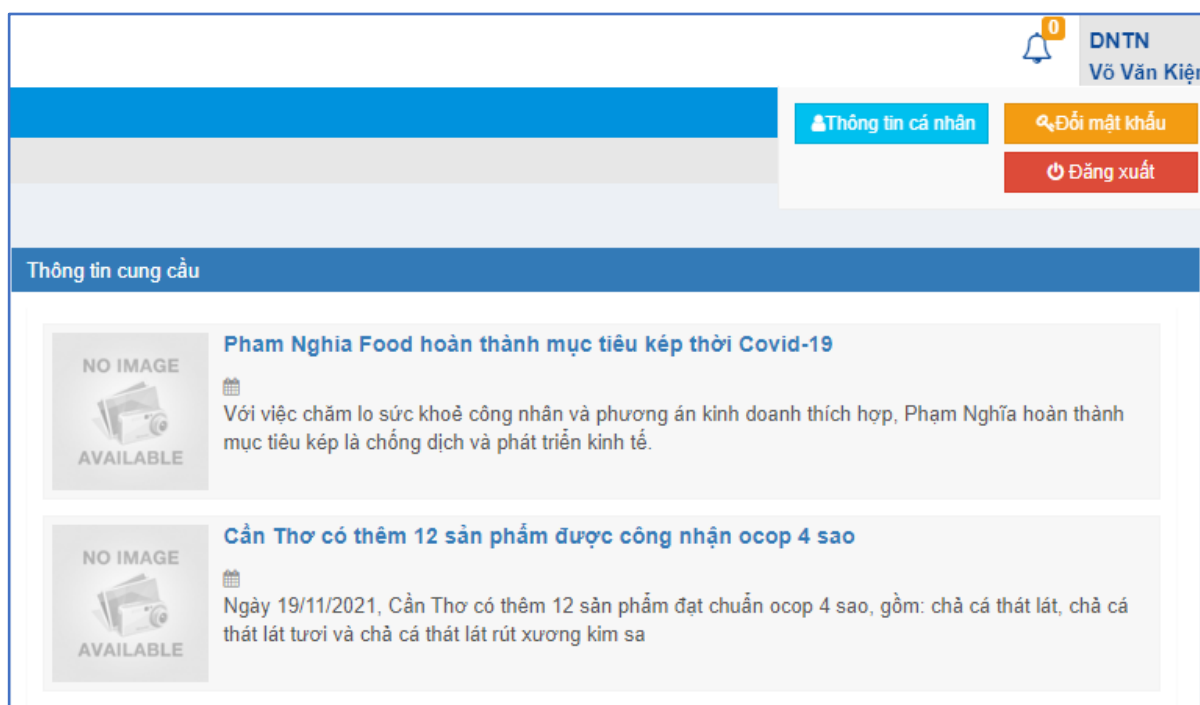 0
DNTN
Võ Văn Kiện
Thông tin cá nhân
Đổi mật khẩu
Đăng xuất
Thông tin cung cầu
NO IMAGE
AVAILABLE
Pham Nghia Food hoàn thành mục tiêu kép thời Covid-19
Với việc chăm lo sức khoẻ công nhân và phương án kinh doanh thích hợp, Phạm Nghĩa hoàn thành
mục tiêu kép là chống dịch và phát triển kinh tế.
NO IMAGE
AVAILABLE
Cần Thơ có thêm 12 sản phẩm được công nhận ocop 4 sao
Ngày 19/11/2021, Cần Thơ có thêm 12 sản phẩm đạt chuẩn ocop 4 sao, gồm: chả cá thát lát, chả cá
thát lát tươi và chả cá thát lát rút xương kim sa